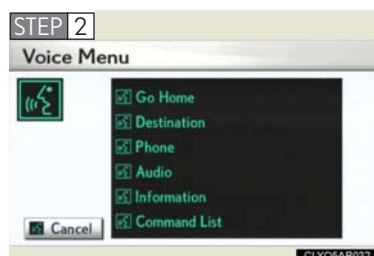 STEP 2
Voice Menu
Go Home
Destination
Phone
Audio
Information
Command List
Cancel